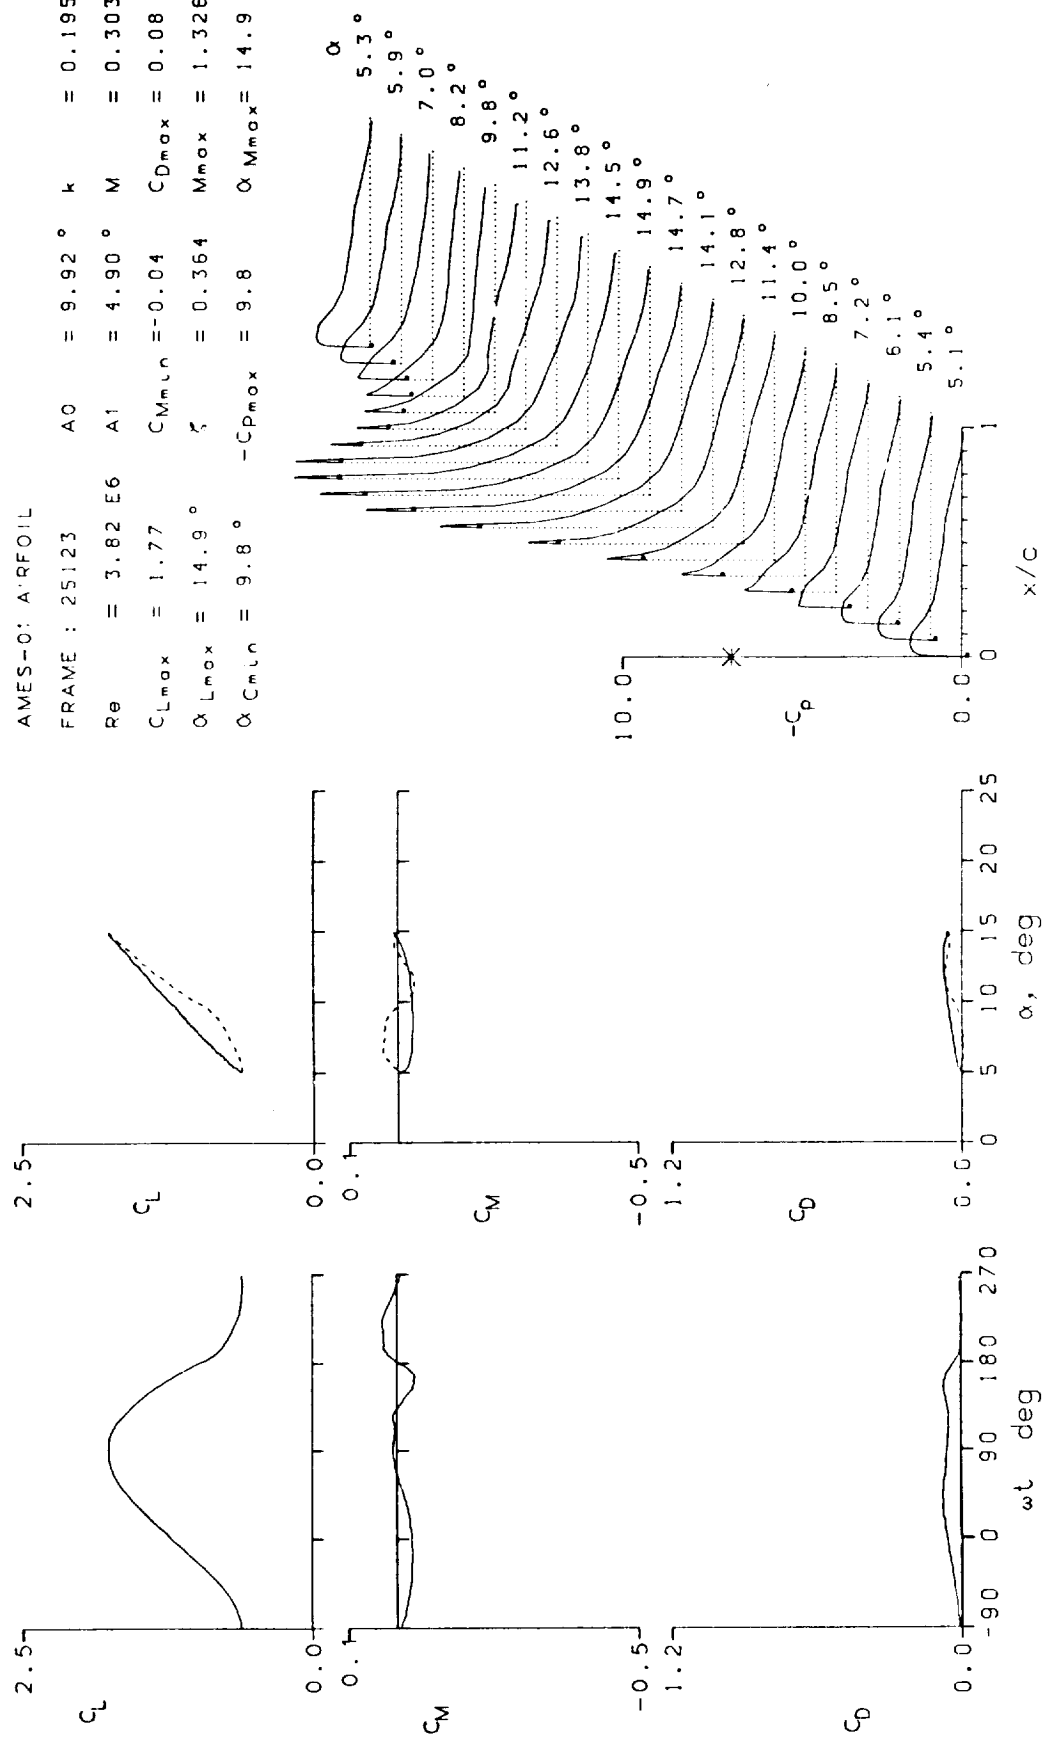 AMES-01 AIRFOIL
FRAME: 25123 A0 = 9.92° k = 0.195
Re = 3.82 E6 A1 = 4.90° M = 0.303
CLmax = 1.77 CMmin =-0.04 CDmax = 0.08
αLmax = 14.9° ζ = 0.364 Mmax = 1.326
αCmin = 9.8° -CPmax = 9.8 αMmax= 14.9
α
5.3°
5.9°
7.0°
8.2°
9.8°
11.2°
12.6°
13.8°
14.5°
14.9°
14.7°
14.1°
12.8°
11.4°
10.0°
8.5°
7.2°
6.1°
5.4°
5.1°
10.0
-Cp
0.0
0 1
x/c
2.5
CL
0.0
0.1
CM
-0.5
1.2
CD
0.0
-90 0 90 180 270
ωt deg
2.5
CL
0.0
0.1
CM
-0.5
1.2
CD
0.0
0 5 10 15 20 25
α, deg